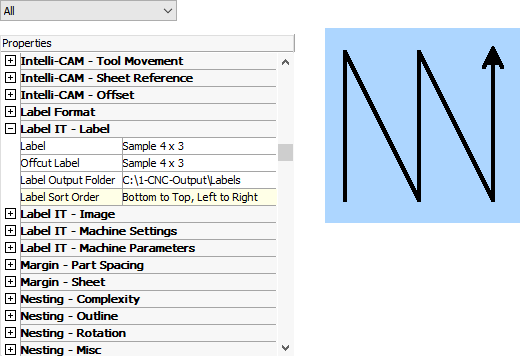 All
Properties
Intelli-CAM - Tool Movement
Intelli-CAM - Sheet Reference
Intelli-CAM - Offset
Label Format
Label IT - Label
Label Sample 4 x 3
Offcut Label Sample 4 x 3
Label Output Folder C:\1-CNC-Output\Labels
Label Sort Order Bottom to Top, Left to Right
Label IT - Image
Label IT - Machine Settings
Label IT - Machine Parameters
Margin - Part Spacing
Margin - Sheet
Nesting - Complexity
Nesting - Outline
Nesting - Rotation
Nesting - Misc